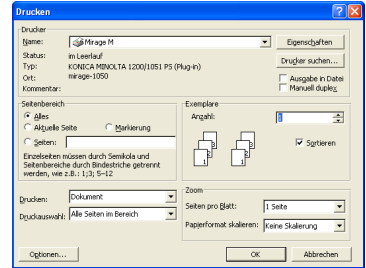 Drucken
Drucker
Name: Mirage M
Eigenschaften
Status: im Leerlauf
Typ: KONICA MINOLTA 1200/1051 PS (Plug-in)
Drucker suchen...
Ort: mirage-1050
Kommentar:
Ausgabe in Datei
Manuell duplex
Seitenbereich
Alles
Aktuelle Seite Markierung
Seiten:
Einzelseiten müssen durch Semikola und
Seitenbereiche durch Bindestriche getrennt
werden, wie z.B.: 1;3; 5–12
Exemplare
Anzahl: 1
Sortieren
Drucken: Dokument
Druckauswahl: Alle Seiten im Bereich
Zoom
Seiten pro Blatt: 1 Seite
Papierformat skalieren: Keine Skalierung
Optionen...
OK
Abbrechen